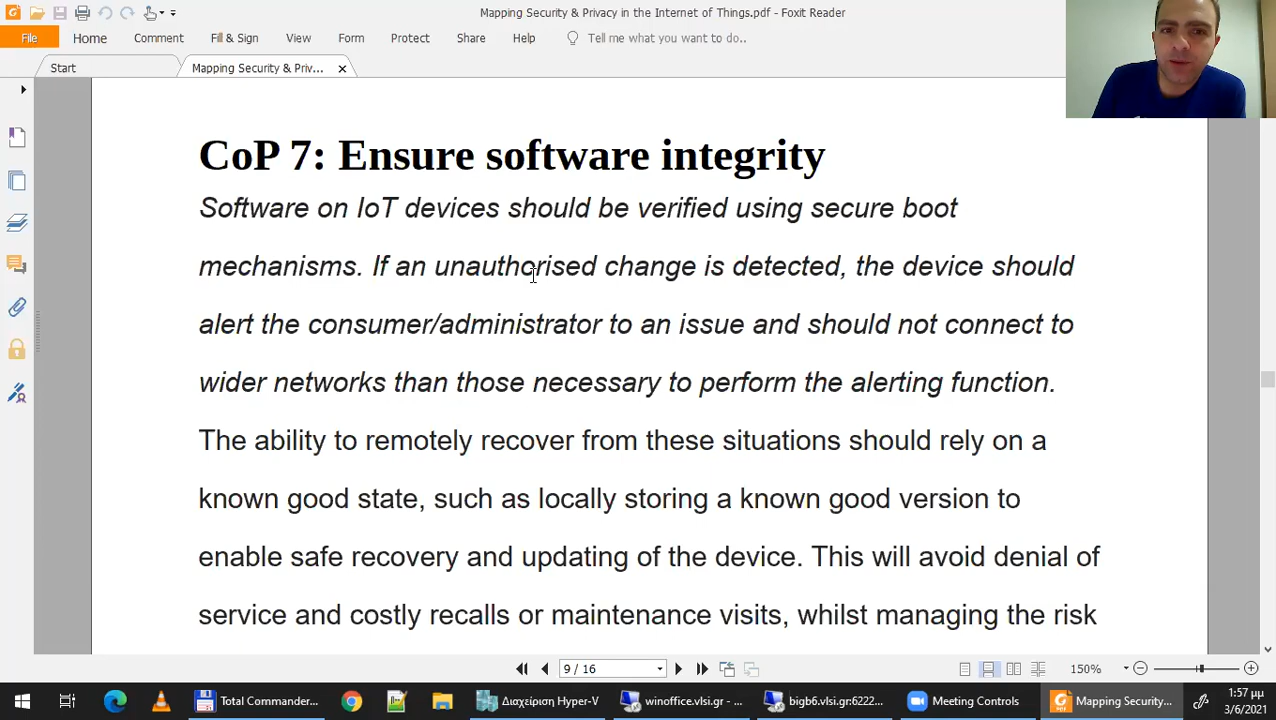 Mapping Security & Privacy in the Internet of Things.pdf - Foxit Reader
File Home Comment Fill & Sign View Form Protect Share Help Tell me what you want to do..
Start Mapping Security & Priv...
CoP 7: Ensure software integrity
Software on IoT devices should be verified using secure boot
mechanisms. If an unauthorised change is detected, the device should
alert the consumer/administrator to an issue and should not connect to
wider networks than those necessary to perform the alerting function.
The ability to remotely recover from these situations should rely on a
known good state, such as locally storing a known good version to
enable safe recovery and updating of the device. This will avoid denial of
service and costly recalls or maintenance visits, whilst managing the risk
9 / 16 150%
Total Commander... Διαχείριση Hyper-V winoffice.vlsi.gr - ... bigb6.vlsi.gr:6222... Meeting Controls Mapping Security... 1:57 μμ
3/6/2021